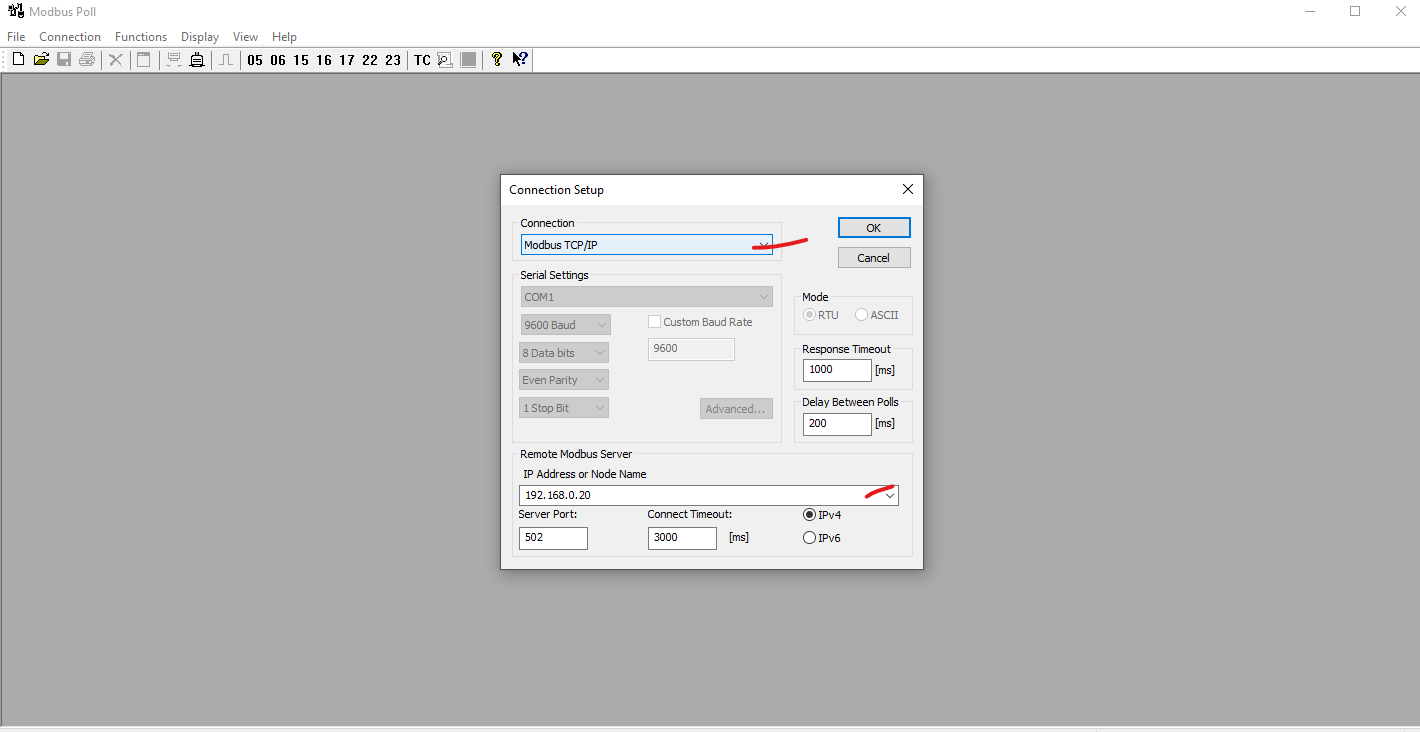 Modbus Poll
File Connection Functions Display View Help
05 06 15 16 17 22 23 TC
Connection Setup
Connection
Modbus TCP/IP
OK
Cancel
Serial Settings
COM1
9600 Baud
Custom Baud Rate
8 Data bits
9600
Even Parity
1 Stop Bit
Advanced...
Mode
RTU ASCII
Response Timeout
1000 [ms]
Delay Between Polls
200 [ms]
Remote Modbus Server
IP Address or Node Name
192.168.0.20
Server Port: Connect Timeout: IPv4
502 3000 [ms] IPv6